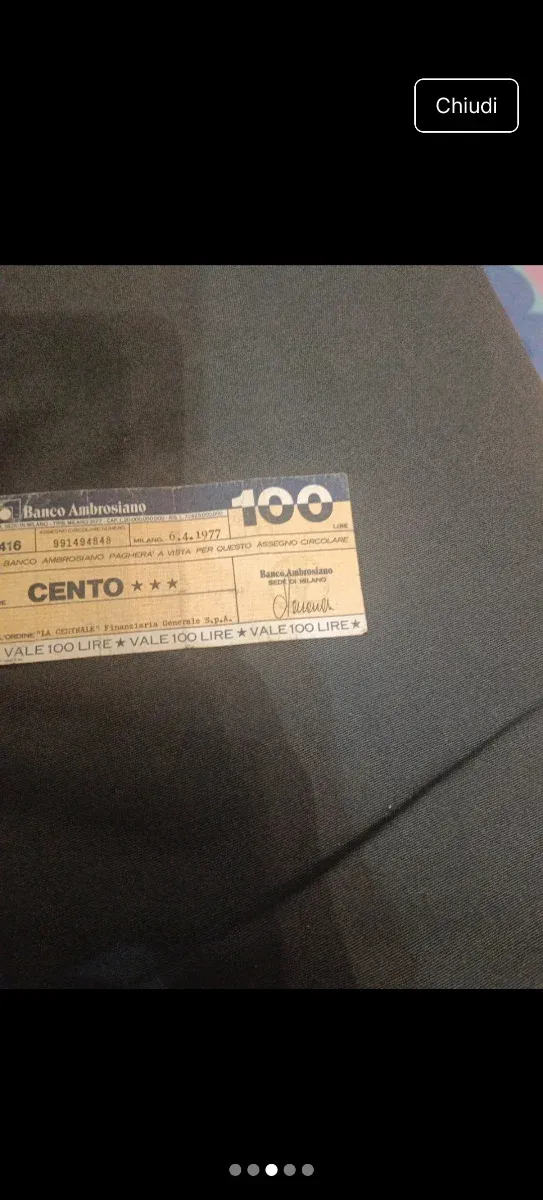 Chiudi
Banco Ambrosiano
100
LIRE
416
991494848
MILANO, 6.4.1977
BANCO AMBROSIANO PAGHERA' A VISTA PER QUESTO ASSEGNO CIRCOLARE
CENTO ★★★
Banco Ambrosiano
SEDE DI MILANO
L'ORDINE "LA CENTRALE" Finanziaria Generale S.p.A.
VALE 100 LIRE ★ VALE 100 LIRE ★ VALE 100 LIRE ★